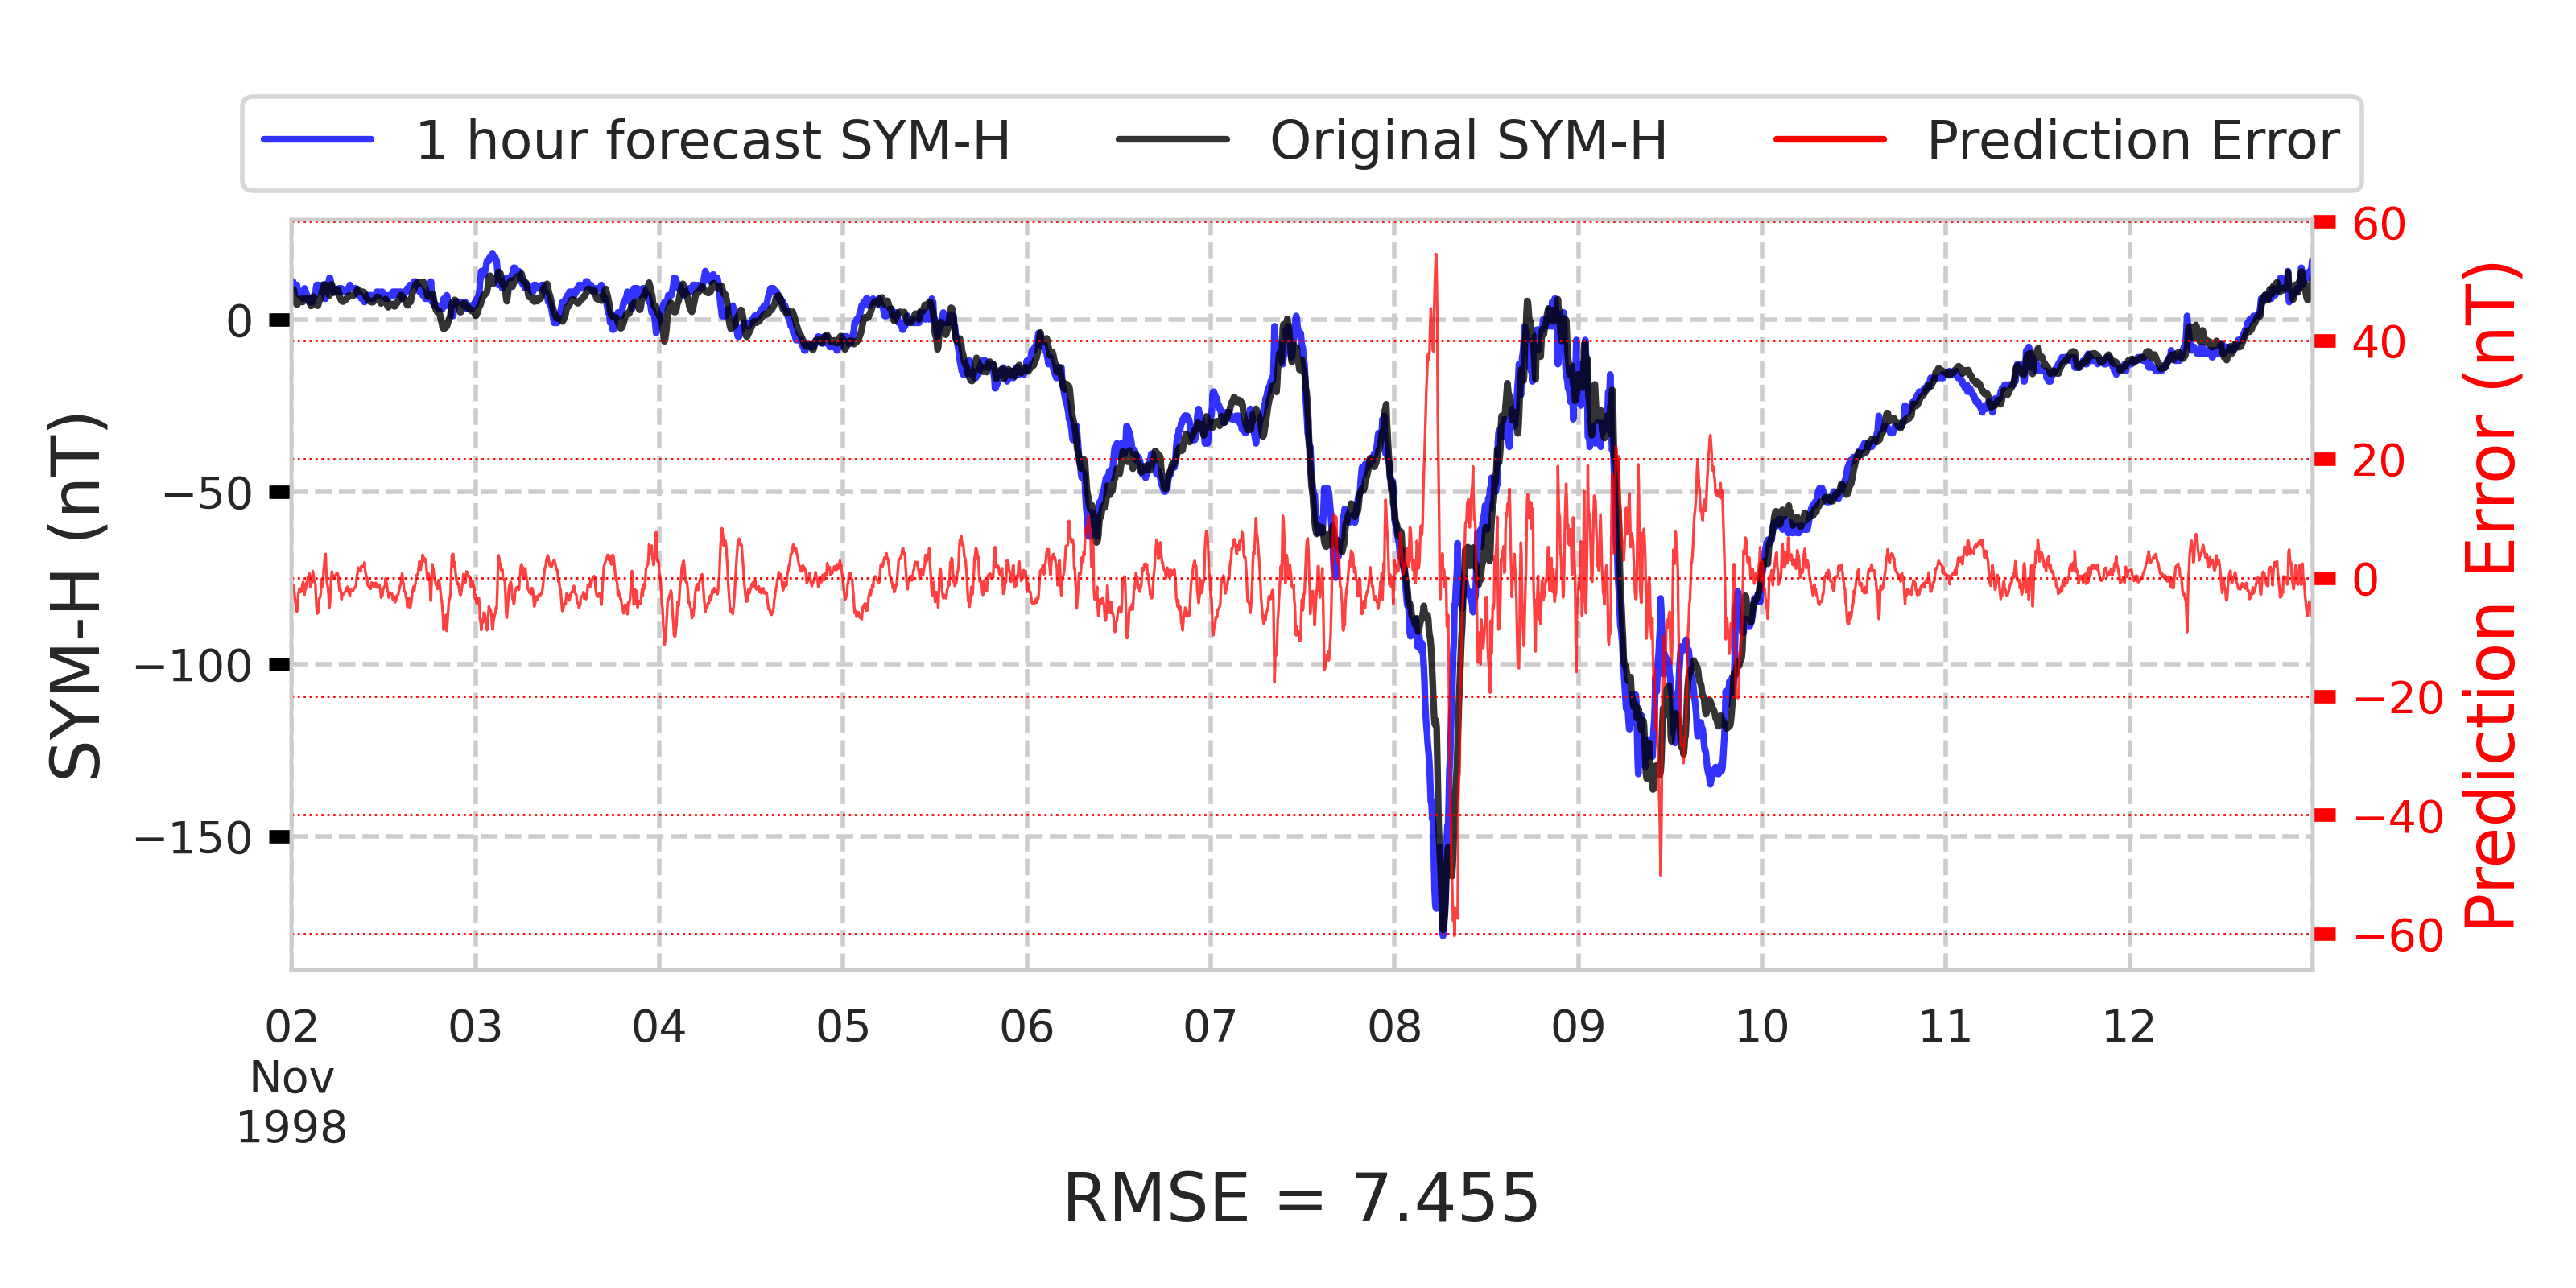 1 hour forecast SYM-H
Original SYM-H
Prediction Error
SYM-H (nT)
0
−50
−100
−150
60
40
20
0
−20
−40
−60
Prediction Error (nT)
02 03 04 05 06 07 08 09 10 11 12
Nov
1998
RMSE = 7.455